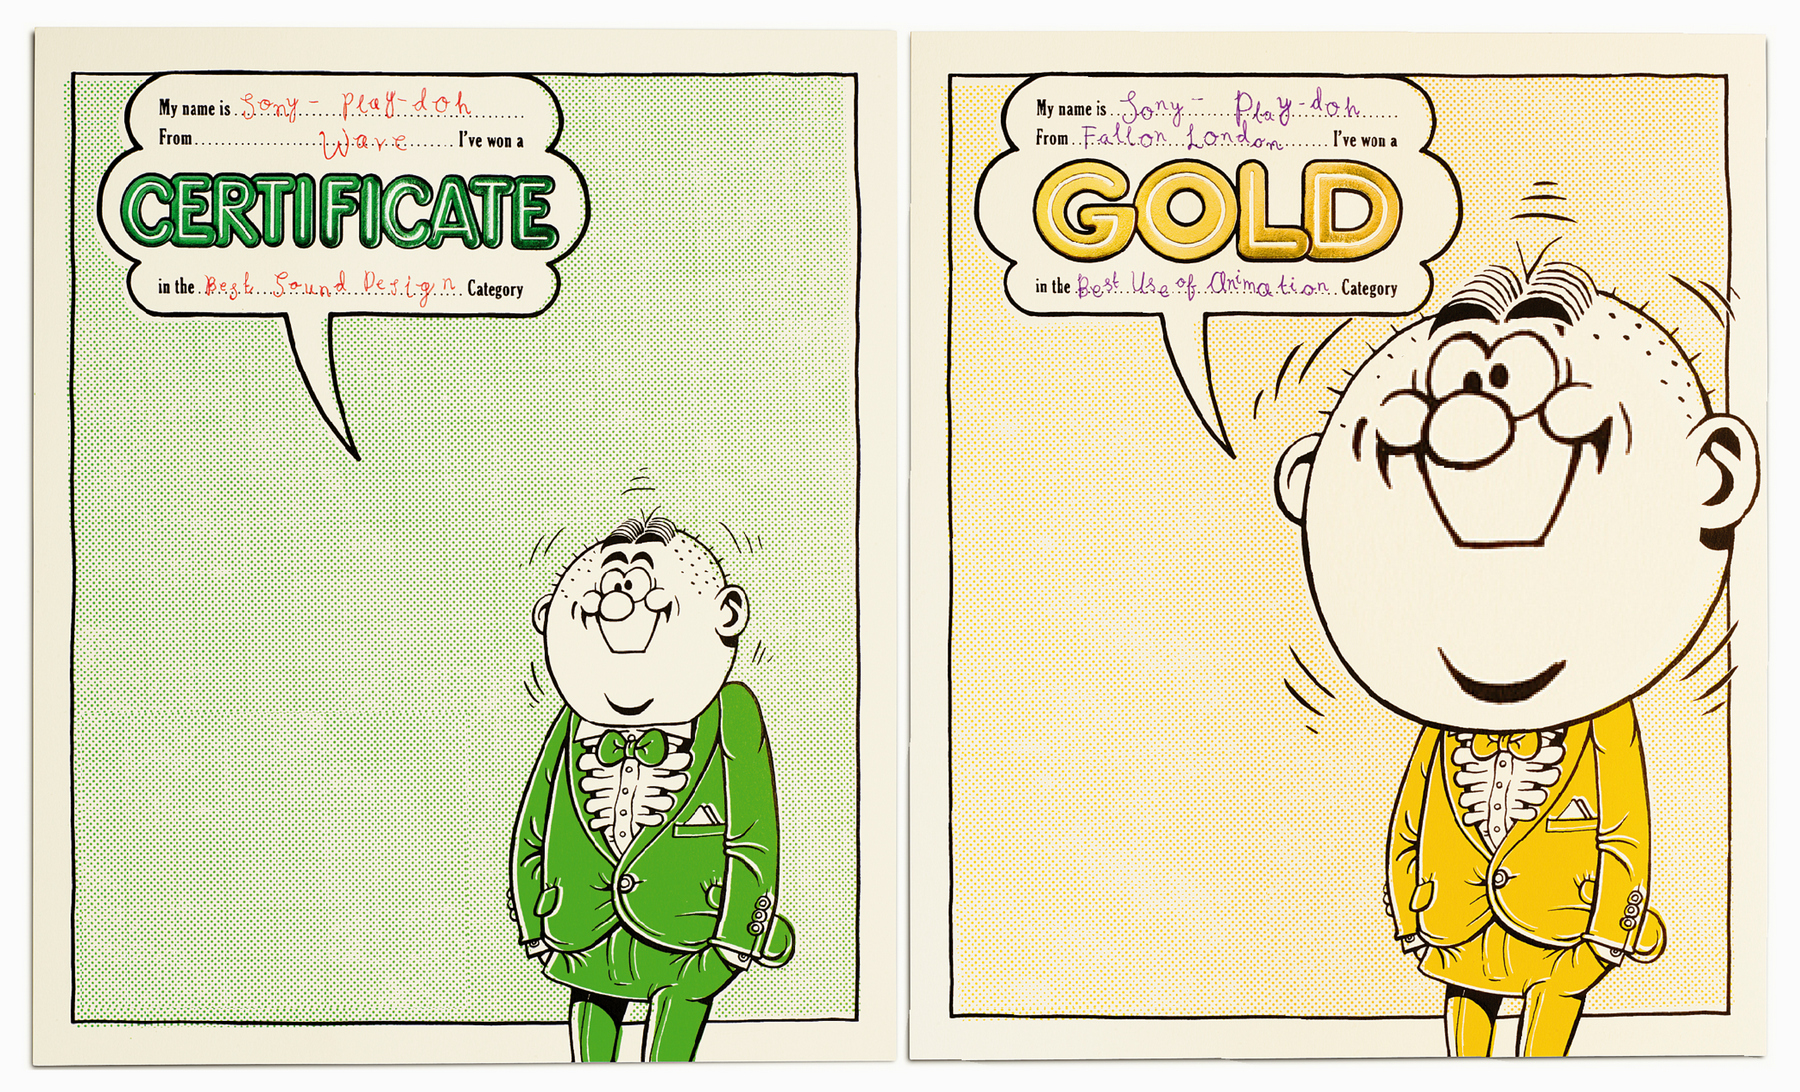 My name is Sony - Play-doh
From Wave I've won a
CERTIFICATE
in the Best Sound Design Category
My name is Sony - Play-doh
From Fallon London I've won a
GOLD
in the Best Use of Animation Category